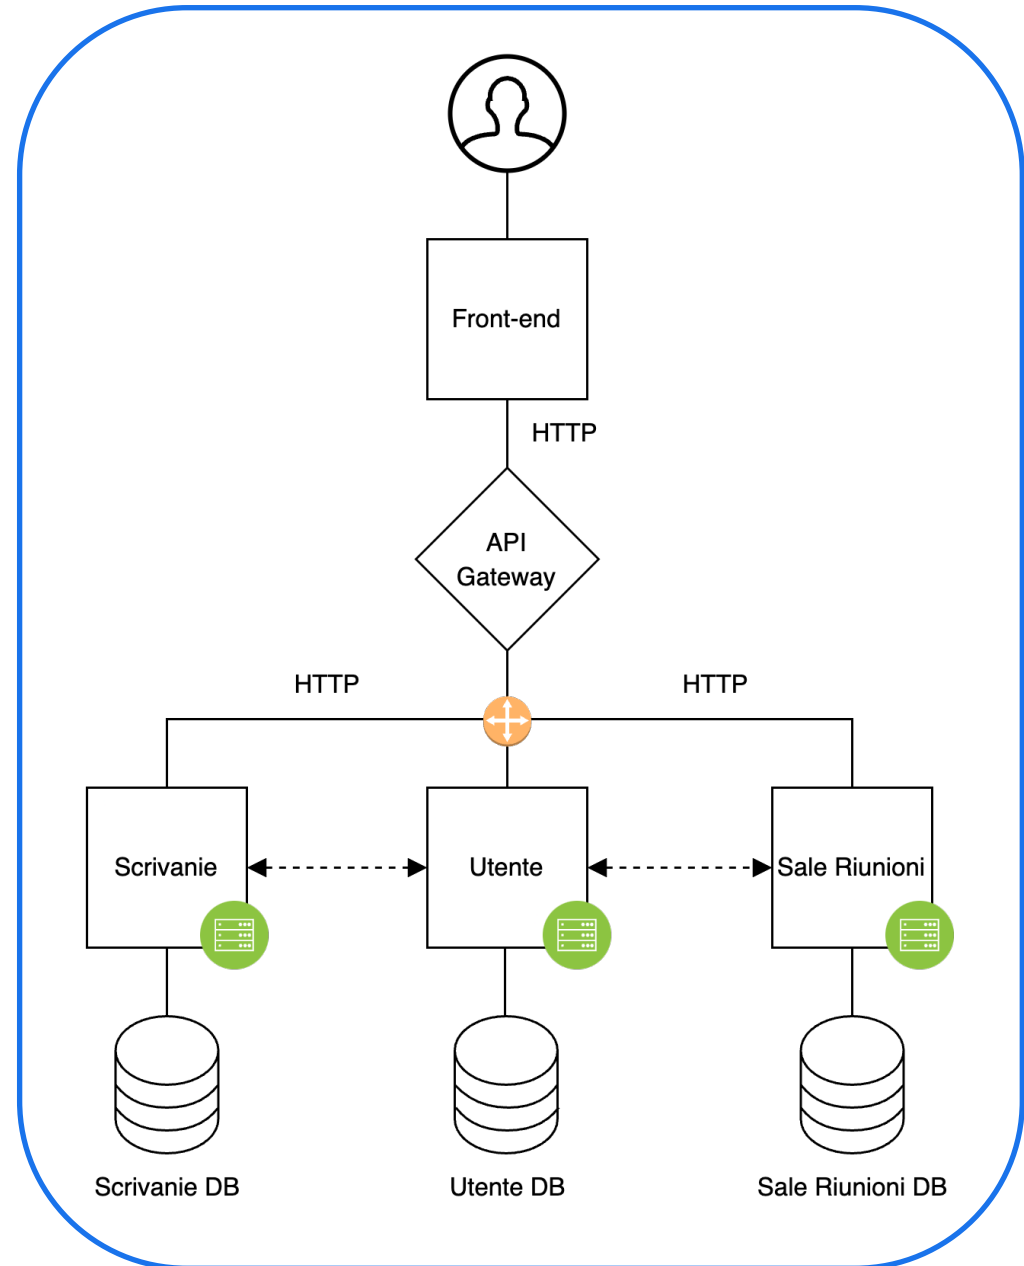 Front-end
HTTP
API
Gateway
HTTP
HTTP
Scrivanie
Utente
Sale Riunioni
Scrivanie DB
Utente DB
Sale Riunioni DB